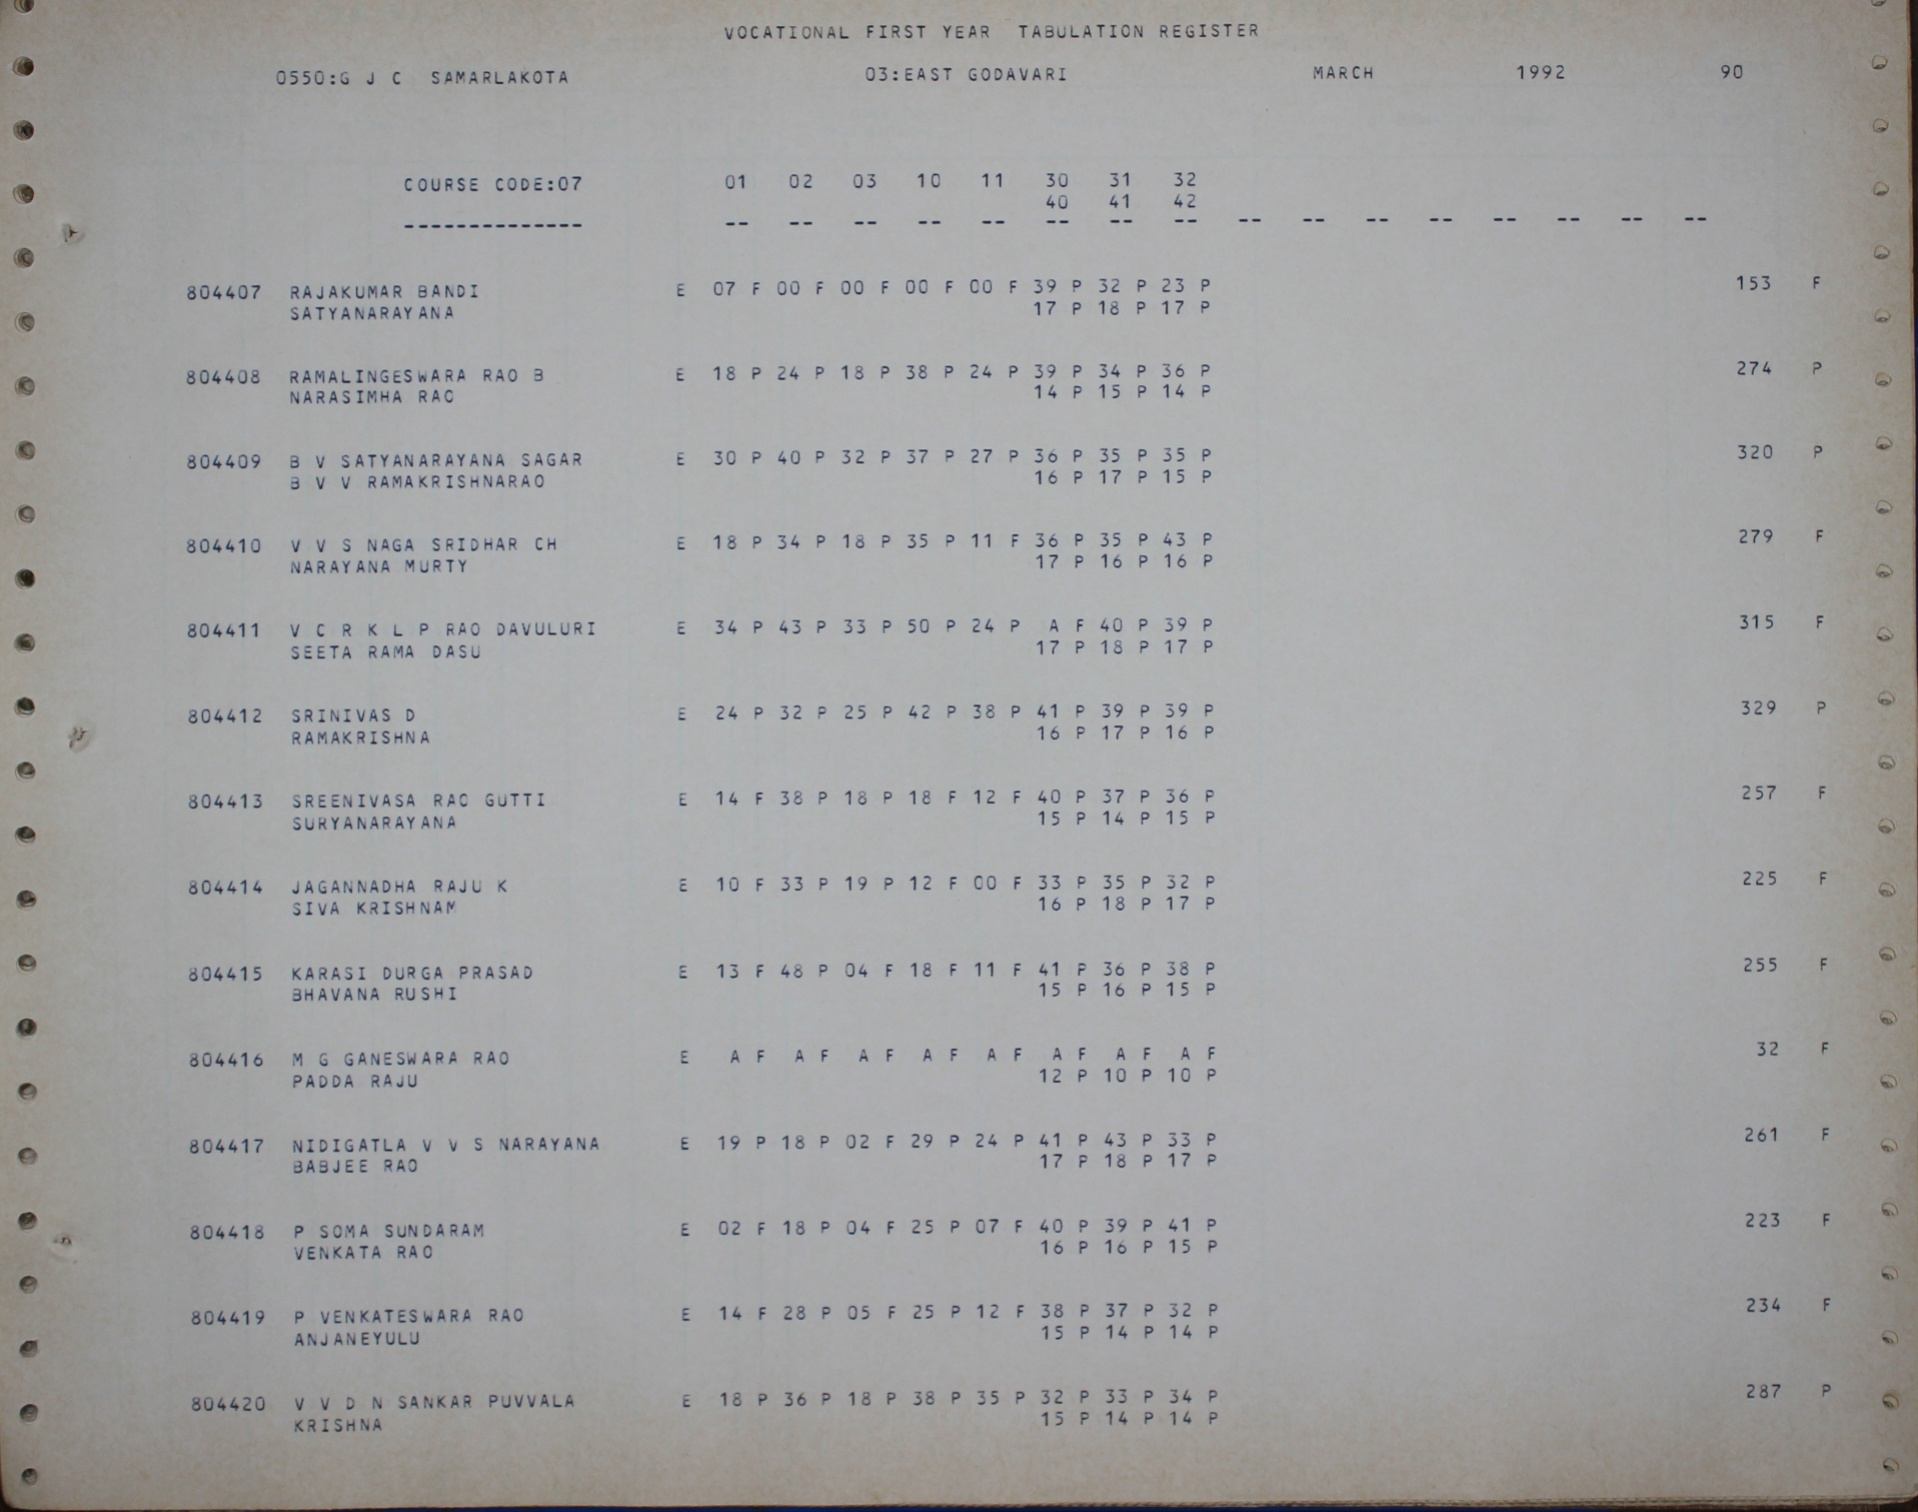 VOCATIONAL FIRST YEAR TABULATION REGISTER
0550:G J C SAMARLAKOTA 03:EAST GODAVARI MARCH 1992 90
COURSE CODE:07 01 02 03 10 11 30 31 32
40 41 42
-------------- -- -- -- -- -- -- -- -- -- -- -- -- -- -- -- --
804407 RAJAKUMAR BANDI E 07 F 00 F 00 F 00 F 00 F 39 P 32 P 23 P 153 F
SATYANARAYANA 17 P 18 P 17 P
804408 RAMALINGESWARA RAO B E 18 P 24 P 18 P 38 P 24 P 39 P 34 P 36 P 274 P
NARASIMHA RAO 14 P 15 P 14 P
804409 B V SATYANARAYANA SAGAR E 30 P 40 P 32 P 37 P 27 P 36 P 35 P 35 P 320 P
B V V RAMAKRISHNARAO 16 P 17 P 15 P
804410 V V S NAGA SRIDHAR CH E 18 P 34 P 18 P 35 P 11 F 36 P 35 P 43 P 279 F
NARAYANA MURTY 17 P 16 P 16 P
804411 V C R K L P RAO DAVULURI E 34 P 43 P 33 P 50 P 24 P A F 40 P 39 P 315 F
SEETA RAMA DASU 17 P 18 P 17 P
804412 SRINIVAS D E 24 P 32 P 25 P 42 P 38 P 41 P 39 P 39 P 329 P
RAMAKRISHNA 16 P 17 P 16 P
804413 SREENIVASA RAO GUTTI E 14 F 38 P 18 P 18 F 12 F 40 P 37 P 36 P 257 F
SURYANARAYANA 15 P 14 P 15 P
804414 JAGANNADHA RAJU K E 10 F 33 P 19 P 12 F 00 F 33 P 35 P 32 P 225 F
SIVA KRISHNAM 16 P 18 P 17 P
804415 KARASI DURGA PRASAD E 13 F 48 P 04 F 18 F 11 F 41 P 36 P 38 P 255 F
BHAVANA RUSHI 15 P 16 P 15 P
804416 M G GANESWARA RAO E A F A F A F A F A F A F A F A F 32 F
PADDA RAJU 12 P 10 P 10 P
804417 NIDIGATLA V V S NARAYANA E 19 P 18 P 02 F 29 P 24 P 41 P 43 P 33 P 261 F
BABJEE RAO 17 P 18 P 17 P
804418 P SOMA SUNDARAM E 02 F 18 P 04 F 25 P 07 F 40 P 39 P 41 P 223 F
VENKATA RAO 16 P 16 P 15 P
804419 P VENKATESWARA RAO E 14 F 28 P 05 F 25 P 12 F 38 P 37 P 32 P 234 F
ANJANEYULU 15 P 14 P 14 P
804420 V V D N SANKAR PUVVALA E 18 P 36 P 18 P 38 P 35 P 32 P 33 P 34 P 287 P
KRISHNA 15 P 14 P 14 P